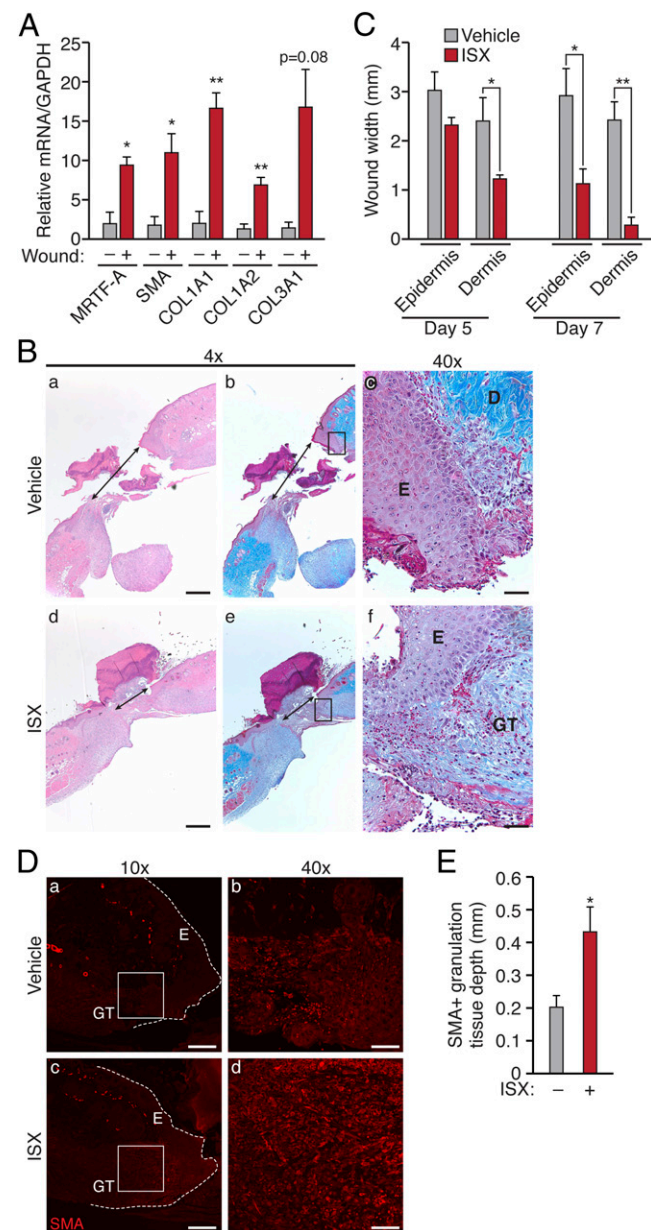 A
Relative mRNA/GAPDH
25
20
15
10
5
0
* * ** ** p=0.08
Wound: – + – + – + – + – +
MRTF-A SMA COL1A1 COL1A2 COL3A1
C
Vehicle
ISX
Wound width (mm)
4
3
2
1
0
* * **
Epidermis Dermis Epidermis Dermis
Day 5 Day 7
B
4x 40x
Vehicle
a b c
D
E
ISX
d e f
E
GT
D
10x 40x
Vehicle
a b
E
GT
ISX
c d
E
GT
SMA
E
SMA+ granulation
tissue depth (mm)
0.6
0.5
0.4
0.3
0.2
0.1
0
*
ISX: – +